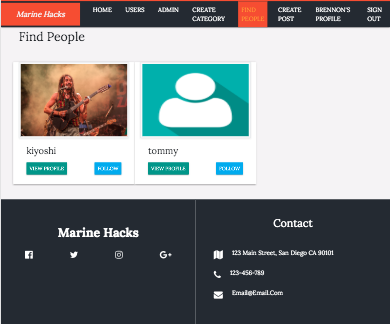 Marine Hacks
HOME
USERS
ADMIN
CREATE
CATEGORY
FIND
PEOPLE
CREATE
POST
BRENNON'S
PROFILE
SIGN
OUT
Find People
kiyoshi
VIEW PROFILE
FOLLOW
tommy
VIEW PROFILE
FOLLOW
Marine Hacks
G+
Contact
123 Main Street, San Diego CA 90101
123-456-789
Email@Email.Com